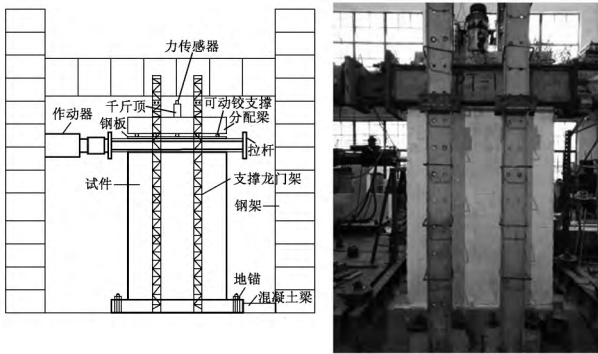 力传感器
千斤顶
可动铰支撑
作动器
分配梁
钢板
拉杆
试件
支撑龙门架
钢架
地锚
混凝土梁